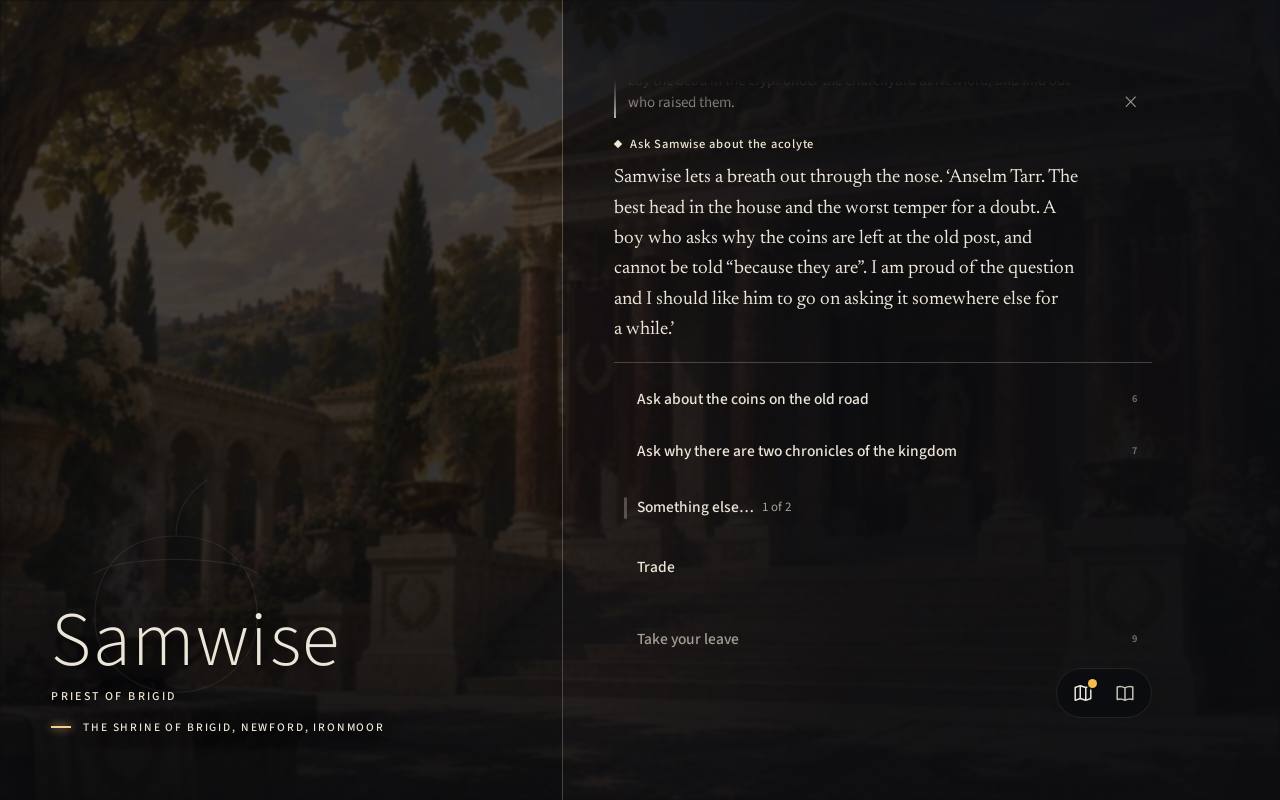 who raised them.
Ask Samwise about the acolyte
Samwise lets a breath out through the nose. ‘Anselm Tarr. The
best head in the house and the worst temper for a doubt. A
boy who asks why the coins are left at the old post, and
cannot be told “because they are”. I am proud of the question
and I should like him to go on asking it somewhere else for
a while.’
Ask about the coins on the old road 6
Ask why there are two chronicles of the kingdom 7
Something else... 1 of 2
Trade
Take your leave 9
Samwise
PRIEST OF BRIGID
THE SHRINE OF BRIGID, NEWFORD, IRONMOOR